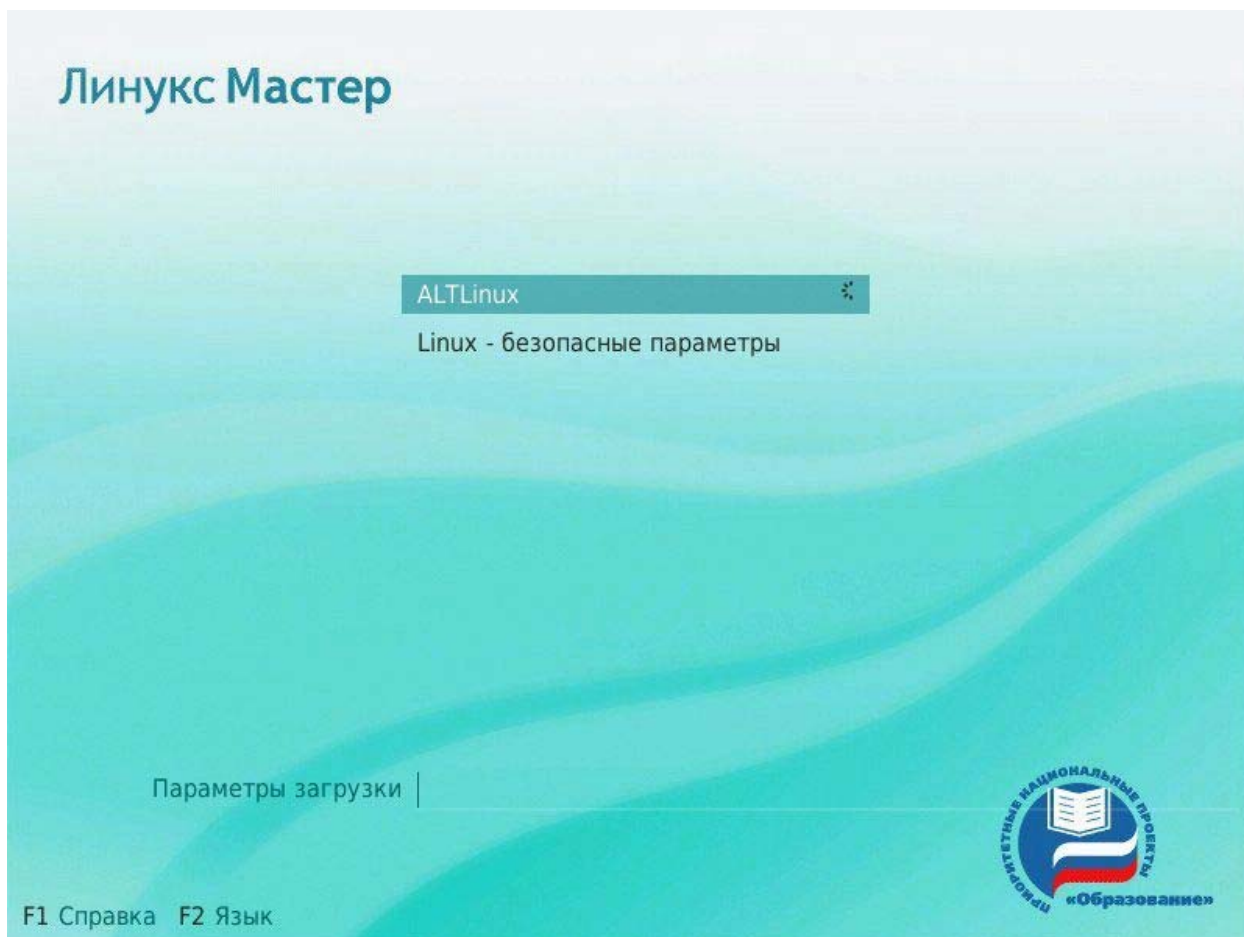 Линукс Мастер
ALTLinux
Linux - безопасные параметры
Параметры загрузки
ПРИОРИТЕТНЫЕ НАЦИОНАЛЬНЫЕ ПРОЕКТЫ
«Образование»
F1 Справка F2 Язык